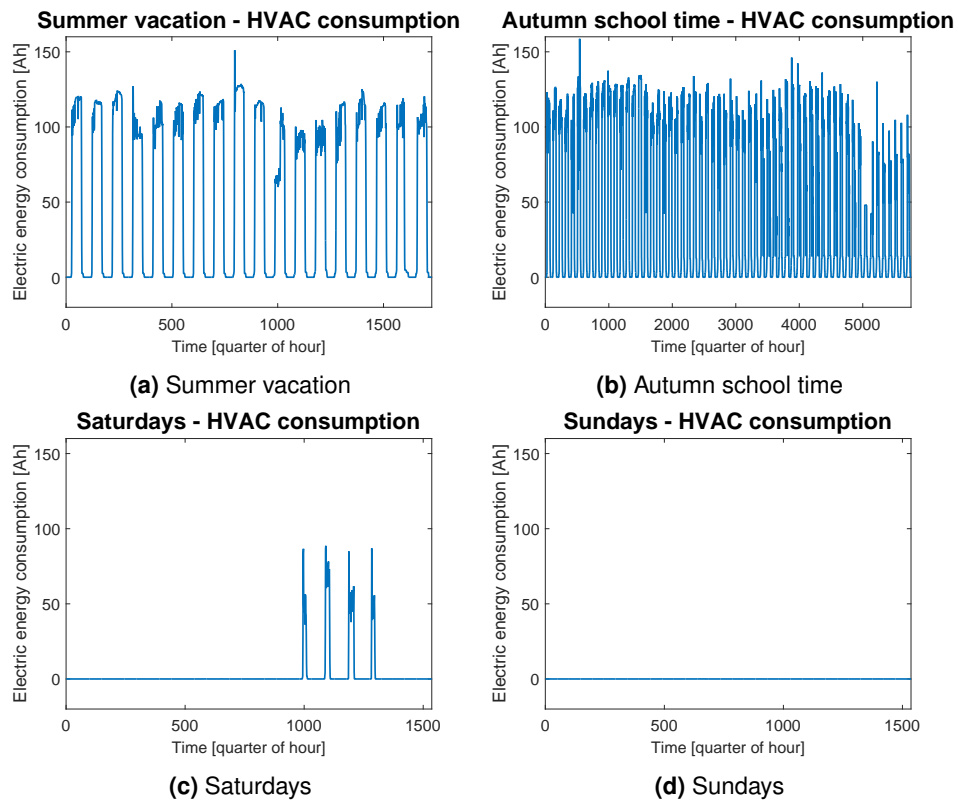 Summer vacation - HVAC consumption
Electric energy consumption [Ah]
150
100
50
0
0 500 1000 1500
Time [quarter of hour]
(a) Summer vacation
Autumn school time - HVAC consumption
Electric energy consumption [Ah]
150
100
50
0
0 1000 2000 3000 4000 5000
Time [quarter of hour]
(b) Autumn school time
Saturdays - HVAC consumption
Electric energy consumption [Ah]
150
100
50
0
0 500 1000 1500
Time [quarter of hour]
(c) Saturdays
Sundays - HVAC consumption
Electric energy consumption [Ah]
150
100
50
0
0 500 1000 1500
Time [quarter of hour]
(d) Sundays